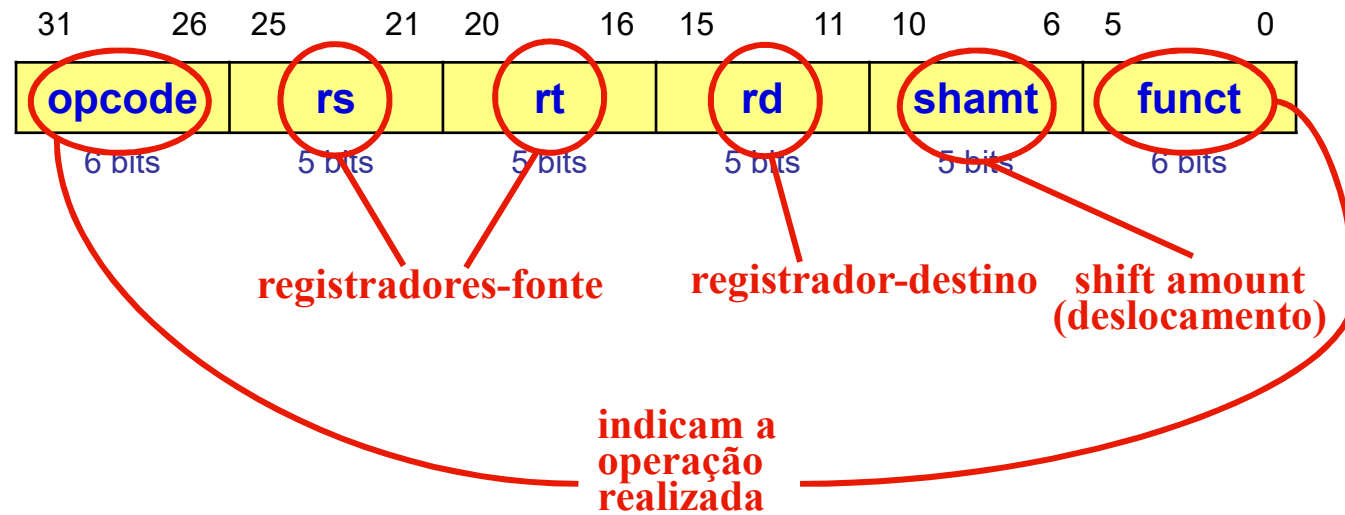 31 26 25 21 20 16 15 11 10 6 5 0
opcode rs rt rd shamt funct
6 bits 5 bits 5 bits 5 bits 5 bits 6 bits
registradores-fonte registrador-destino shift amount
(deslocamento)
indicam a
operação
realizada